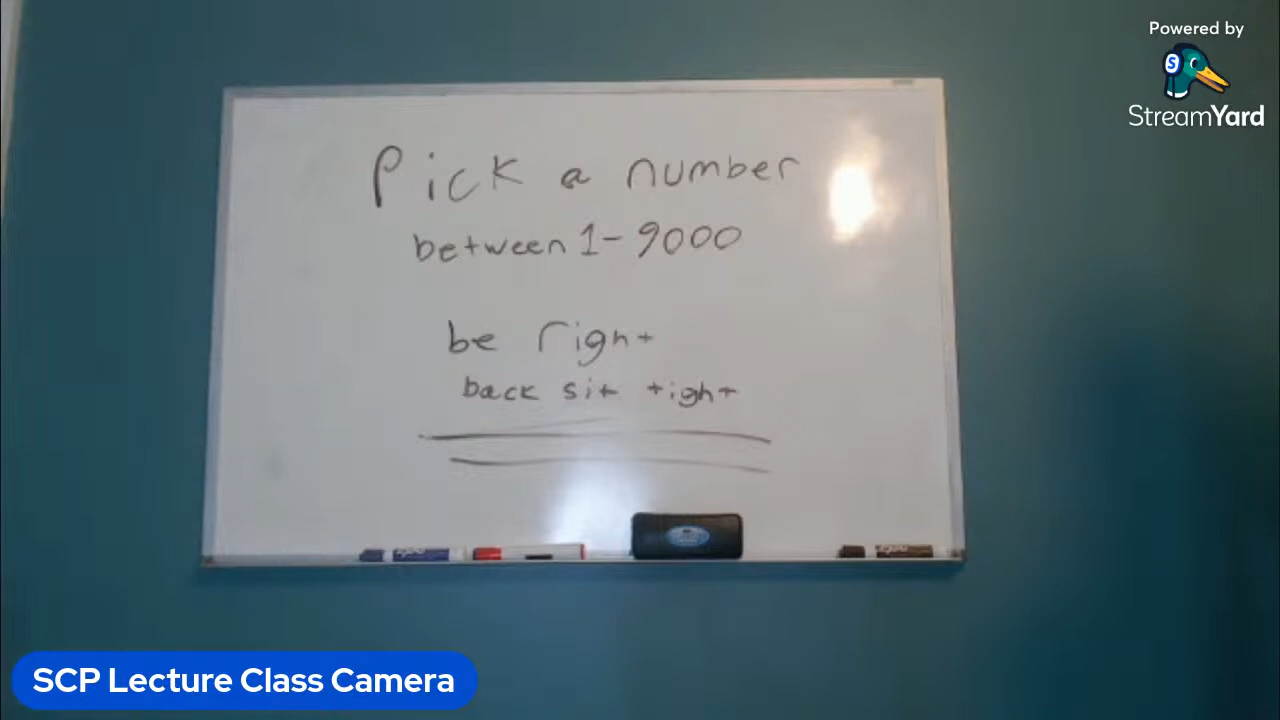 Powered by
StreamYard
Pick a number
between 1-9000
be right
back sit tight
SCP Lecture Class Camera